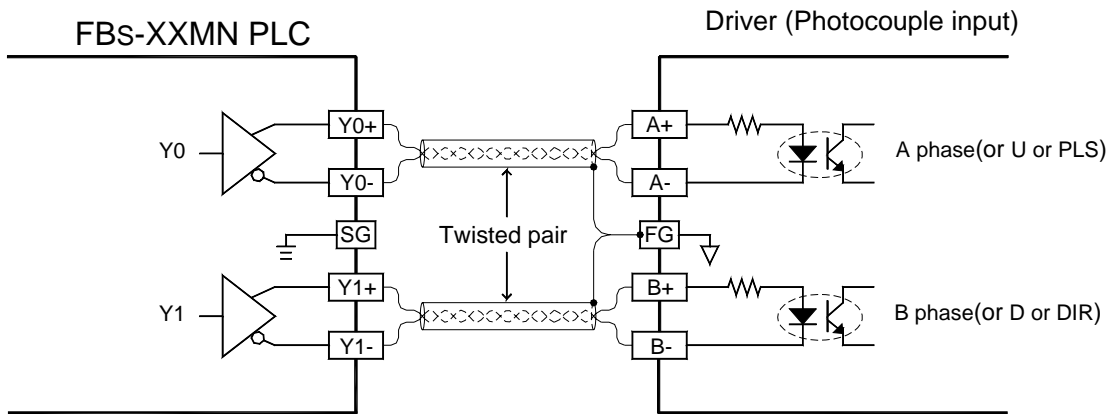 FBS-XXMN PLC
Driver (Photocouple input)
Y0
Y0+
Y0-
SG
Y1
Y1+
Y1-
Twisted pair
A+
A-
FG
B+
B-
A phase(or U or PLS)
B phase(or D or DIR)